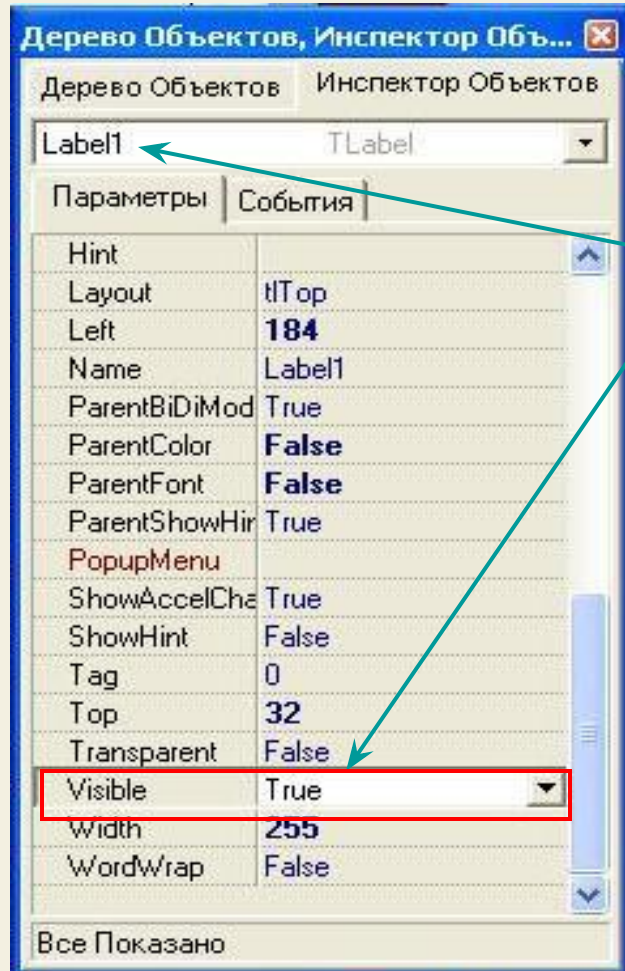 Дерево Объектов, Инспектор Объ...
Дерево Объектов Инспектор Объектов
Label1 TLabel
Параметры События
Hint
Layout tlTop
Left 184
Name Label1
ParentBiDiMod True
ParentColor False
ParentFont False
ParentShowHir True
PopupMenu
ShowAccelCha True
ShowHint False
Tag 0
Top 32
Transparent False
Visible True
Width 255
WordWrap False
Все Показано